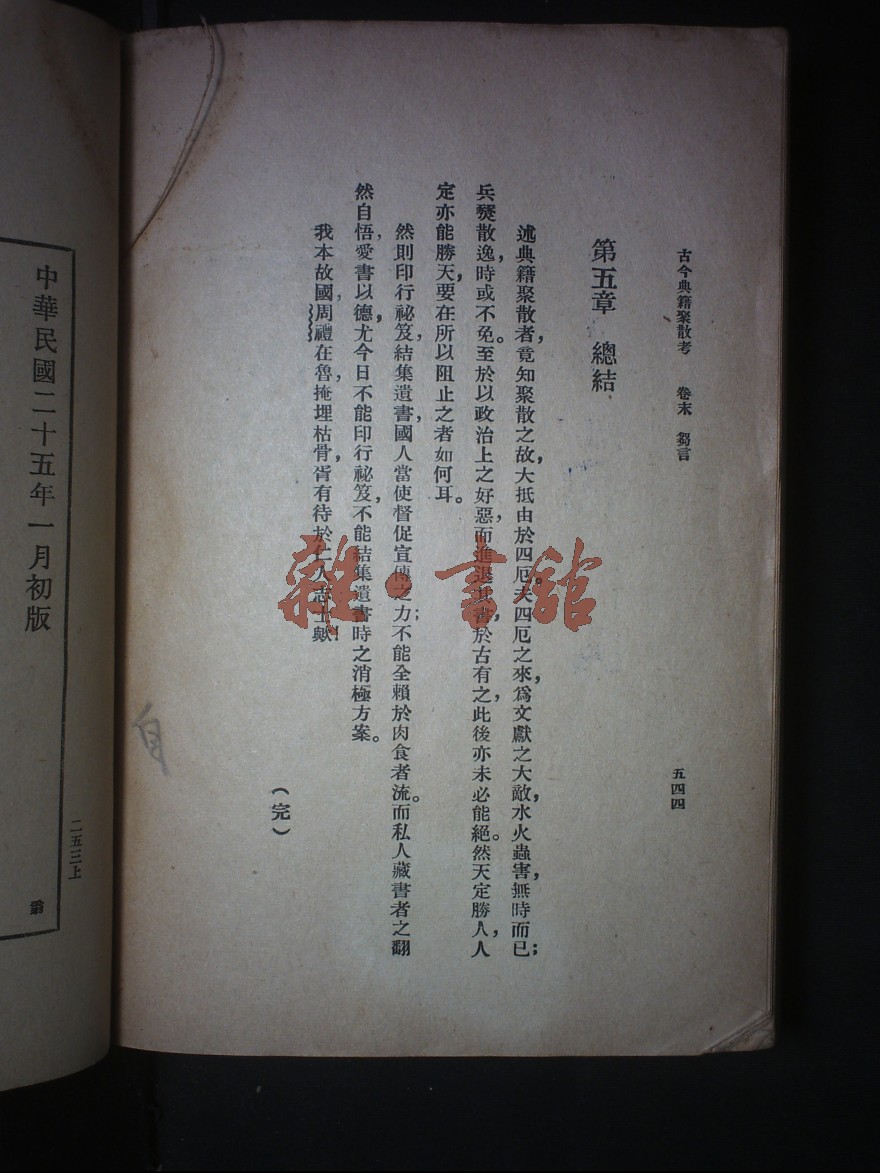 古今典籍聚散考 卷末 芻言
五四四
第五章 總結
述典籍聚散者，竟知聚散之故，大抵由於四厄。夫四厄之來，爲文獻之大敵，水火蟲害，無時而已；
兵燹散逸，時或不免。至於以政治上之好惡，而進退其書，於古有之，此後亦未必能絕。然天定勝人，人
定亦能勝天，要在所以阻止之者如何耳。
然則印行祕笈，結集遺書，國人當使督促宣傳之力；不能全賴於肉食者流。而私人藏書者之翻
然自悟，愛書以德，尤今日不能印行祕笈，不能結集遺書時之消極方案。
我本故國，周禮在魯，掩埋枯骨，胥有待於仁人志士歟！
（完）
雜·書館
自
中華民國二十五年一月初版
二五三上